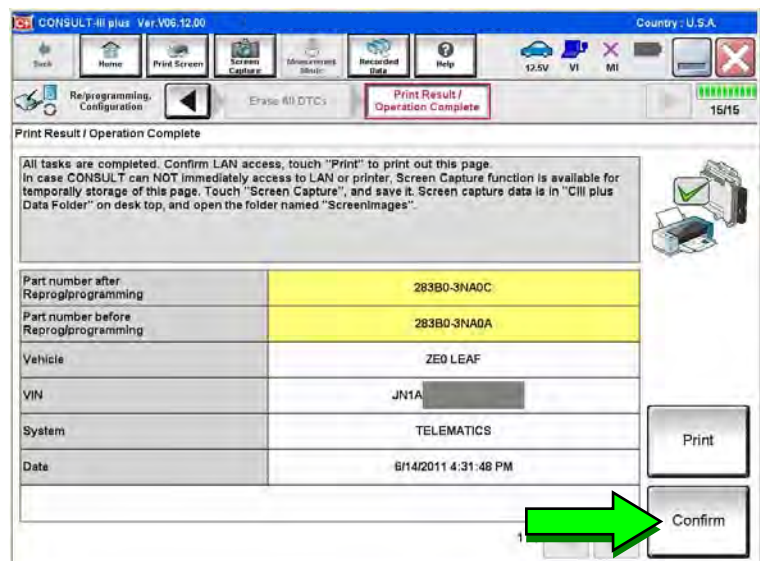 CONSULT-III plus Ver.V06.12.00
Country : U.S.A.
Back
Home
Print Screen
Screen
Capture
Measurement
Mode
Recorded
Data
Help
12.5V
VI
MI
Re/programming,
Configuration
Erase All DTCs
Print Result /
Operation Complete
15/15
Print Result / Operation Complete
All tasks are completed. Confirm LAN access, touch "Print" to print out this page.
In case CONSULT can NOT immediately access to LAN or printer, Screen Capture function is available for
temporally storage of this page. Touch "Screen Capture", and save it. Screen capture data is in "CIII plus
Data Folder" on desk top, and open the folder named "ScreenImages".
Part number after
Reprog/programming
283B0-3NA0C
Part number before
Reprog/programming
283B0-3NA0A
Vehicle
ZE0 LEAF
VIN
JN1A
System
TELEMATICS
Date
6/14/2011 4:31:48 PM
Print
Confirm
1